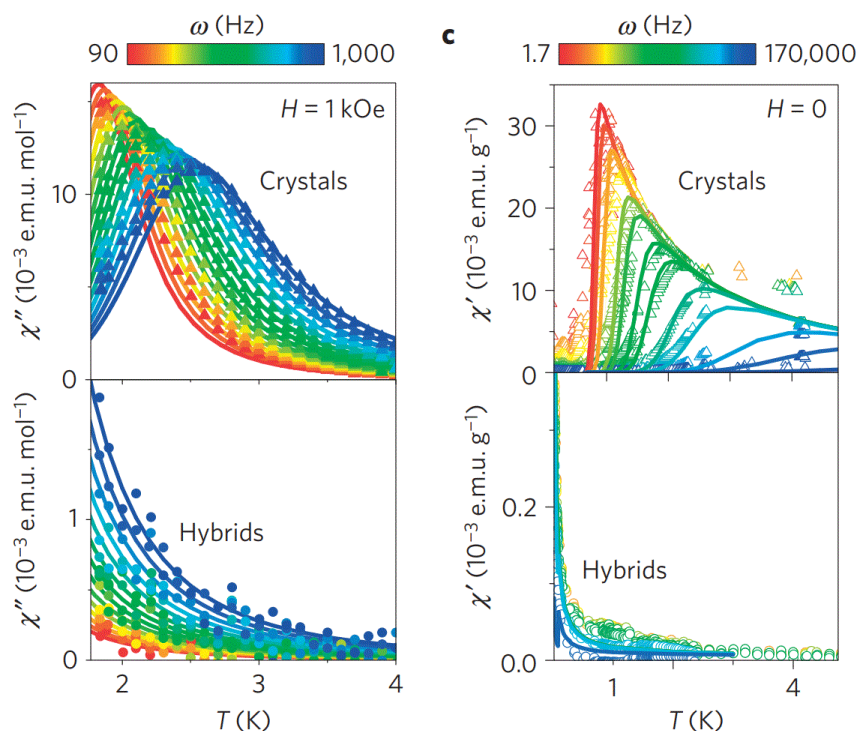 ω (Hz)
90 1,000
H = 1 kOe
Crystals
χ″ (10⁻³ e.m.u. mol⁻¹)
10
0
Hybrids
χ″ (10⁻³ e.m.u. mol⁻¹)
1
0
2 3 4
T (K)
c
ω (Hz)
1.7 170,000
H = 0
Crystals
χ′ (10⁻³ e.m.u. g⁻¹)
30
20
10
0
Hybrids
χ′ (10⁻³ e.m.u. g⁻¹)
0.2
0.0
1 4
T (K)